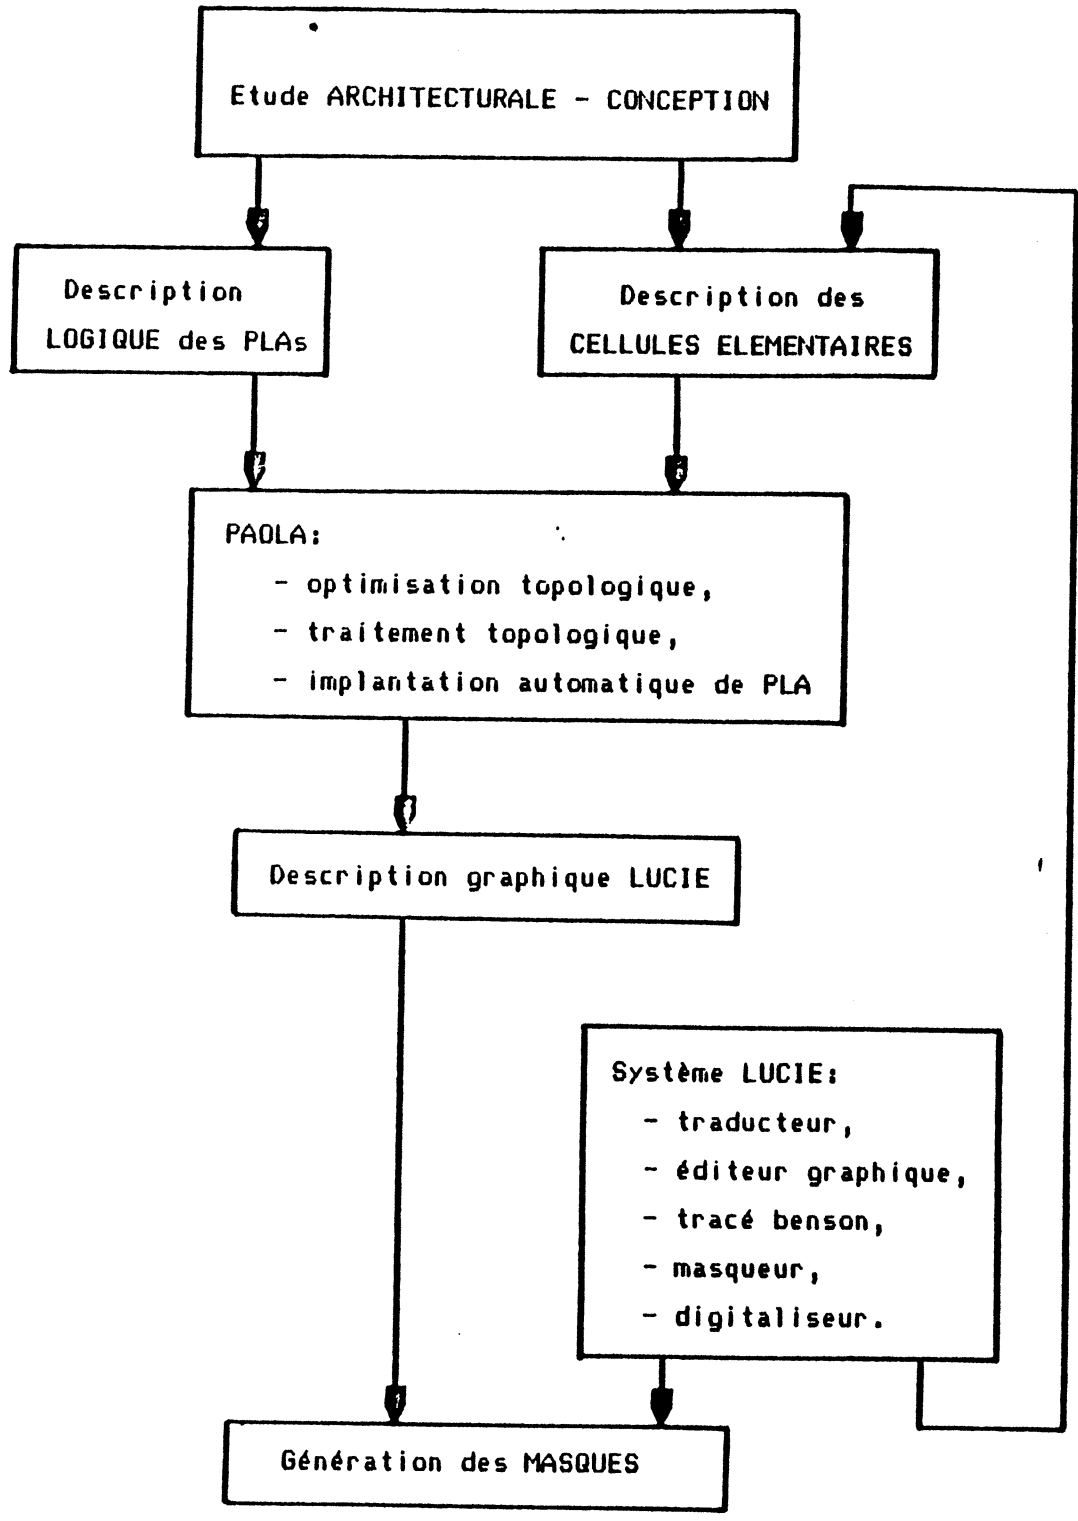 Etude ARCHITECTURALE - CONCEPTION
Description
LOGIQUE des PLAs
Description des
CELLULES ELEMENTAIRES
PAOLA:
- optimisation topologique,
- traitement topologique,
- implantation automatique de PLA
Description graphique LUCIE
Système LUCIE:
- traducteur,
- éditeur graphique,
- tracé benson,
- masqueur,
- digitaliseur.
Génération des MASQUES